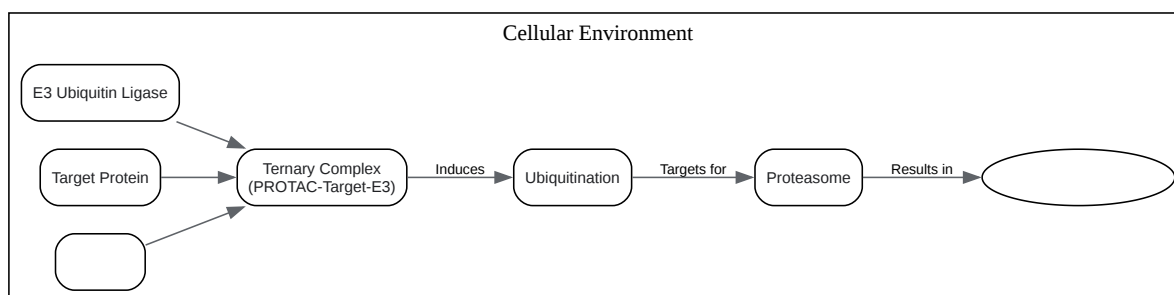 Cellular Environment
E3 Ubiquitin Ligase
Target Protein
Ternary Complex
(PROTAC-Target-E3)
Induces
Ubiquitination
Targets for
Proteasome
Results in